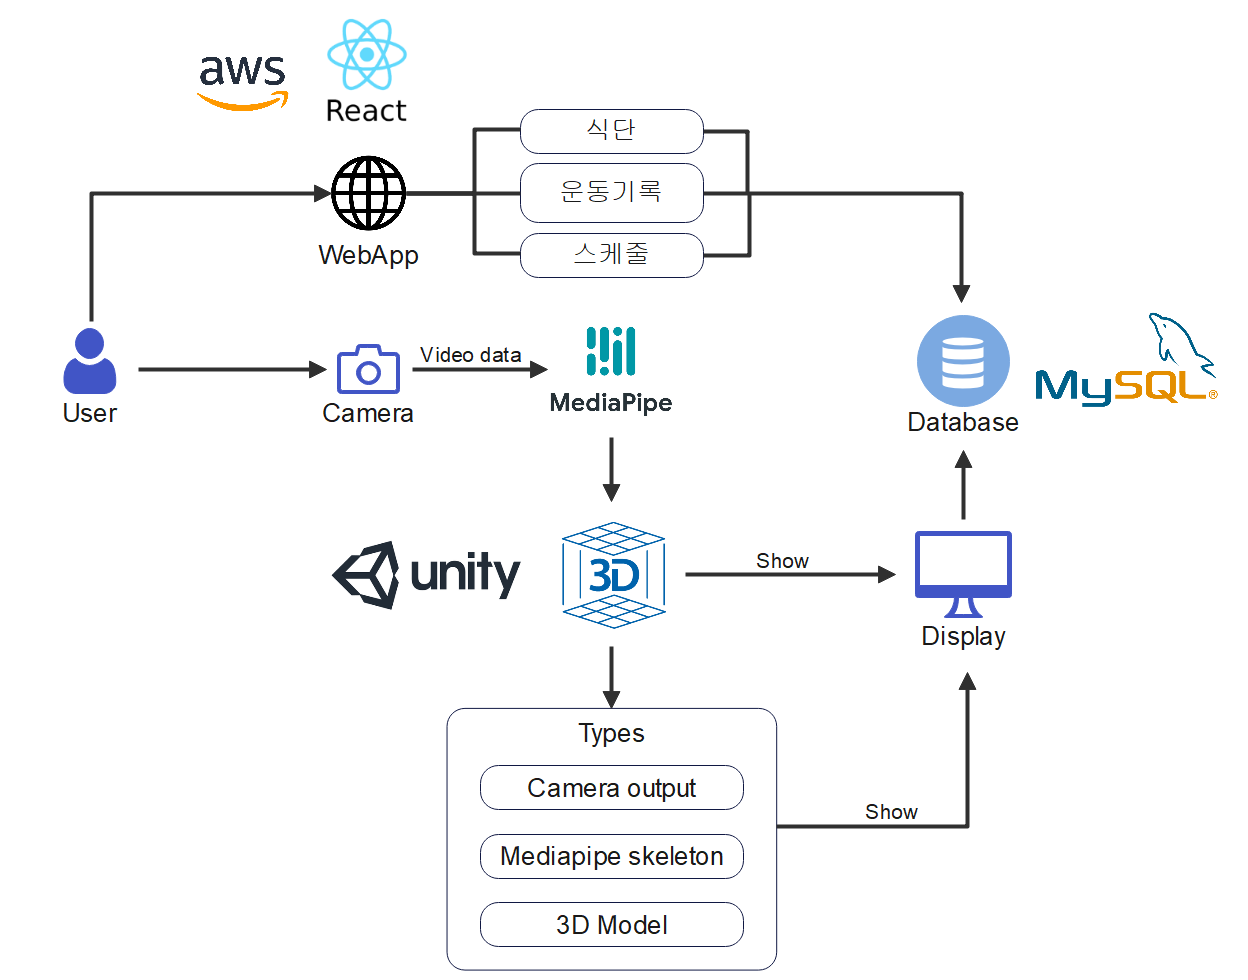 aws
React
식단
운동기록
스케줄
WebApp
User
Camera
Video data
MediaPipe
MySQL®
Database
unity
3D
Show
Display
Types
Camera output
Mediapipe skeleton
3D Model
Show